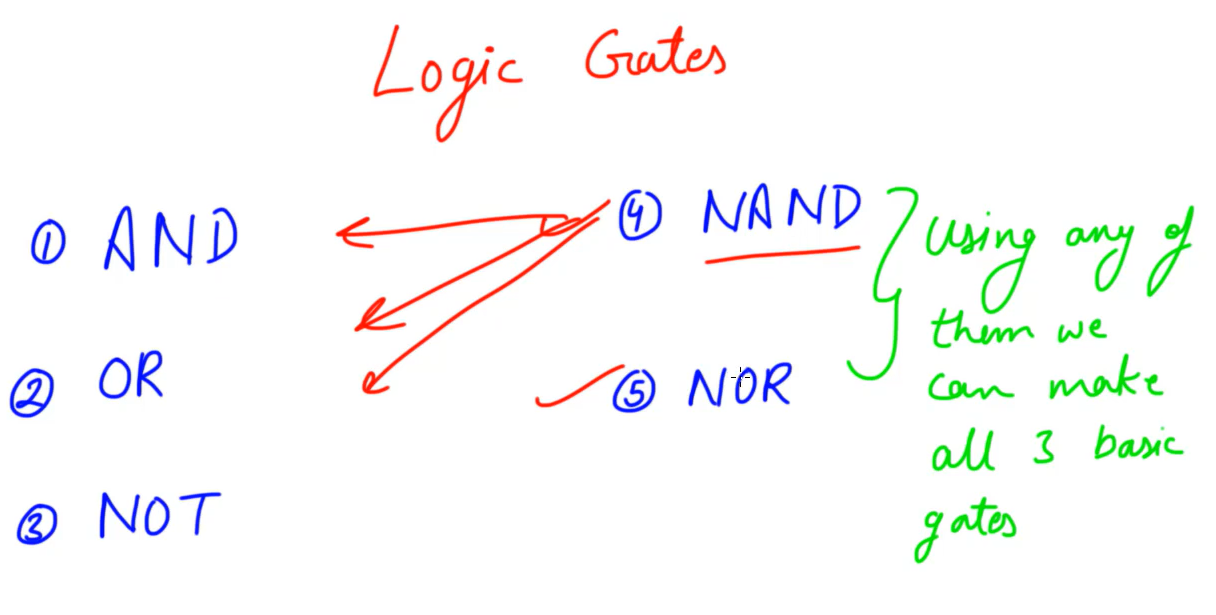 Logic Gates
① AND
② OR
③ NOT
④ NAND
⑤ NOR
Using any of
them we
can make
all 3 basic
gates